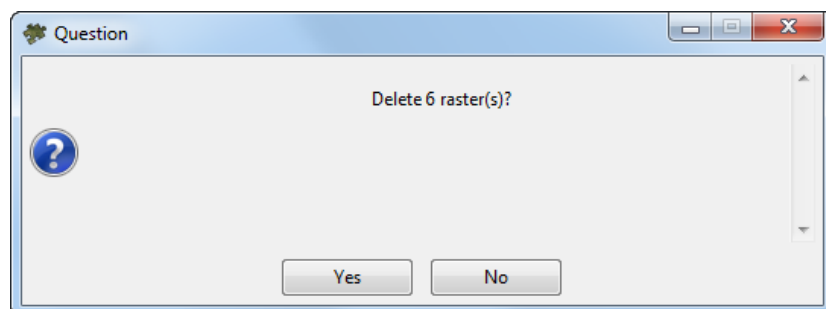 Question
Delete 6 raster(s)?
Yes No